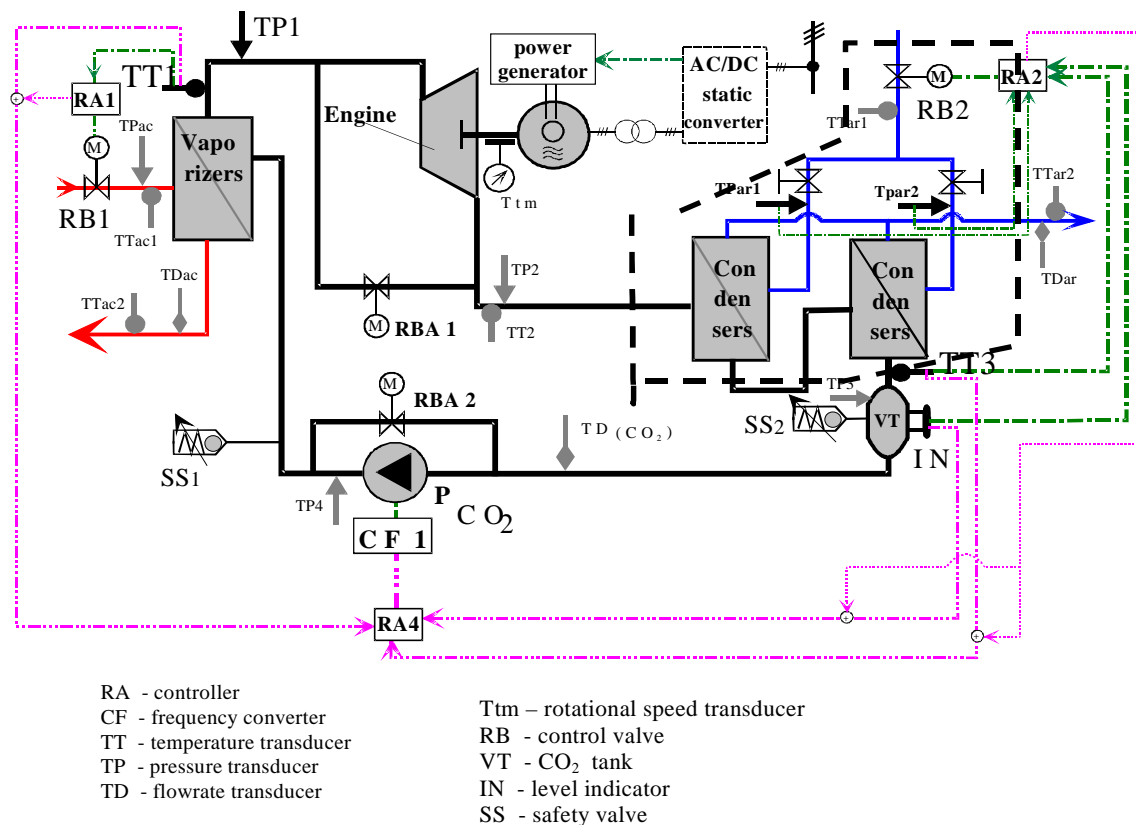 TP1
power
generator
AC/DC
static
converter
RA2
TT1
RA1
M
M
RB2
Engine
TTar1
TPac
Vapo
rizers
M
RB1
TTac1
T t m
TPar1
Tpar2
TTar2
TDac
TTac2
TP2
Con
den
sers
Con
den
sers
TDar
M
RBA 1
TT2
TT3
TP3
M
RBA 2
SS2
VT
T D (CO2)
I N
SS1
TP4
P
C O2
C F 1
RA4
RA - controller
CF - frequency converter
TT - temperature transducer
TP - pressure transducer
TD - flowrate transducer
Ttm – rotational speed transducer
RB - control valve
VT - CO2 tank
IN - level indicator
SS - safety valve